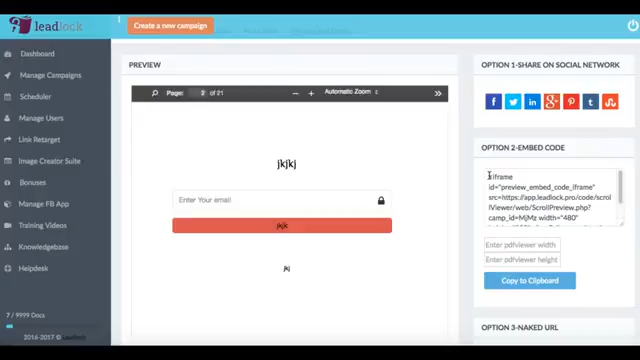 leadlock
Create a new campaign
Dashboard
Manage Campaigns
Scheduler
Manage Users
Link Retarget
Image Creator Suite
Bonuses
Manage FB App
Training Videos
Knowledgebase
Helpdesk
7 / 9999 Docs
2016-2017 © Leadlock
PREVIEW
Page: 2 of 21
Automatic Zoom
jkjkj
Enter Your email
jkjk
jkj
OPTION 1-SHARE ON SOCIAL NETWORK
OPTION 2-EMBED CODE
iframe
id="preview_embed_code_iframe"
src=https://app.leadlock.pro/code/scro
llViewer/web/ScrollPreview.php?
camp_id=MjMz width="480"
Enter pdfviewer width
Enter pdfviewer height
Copy to Clipboard
OPTION 3-NAKED URL